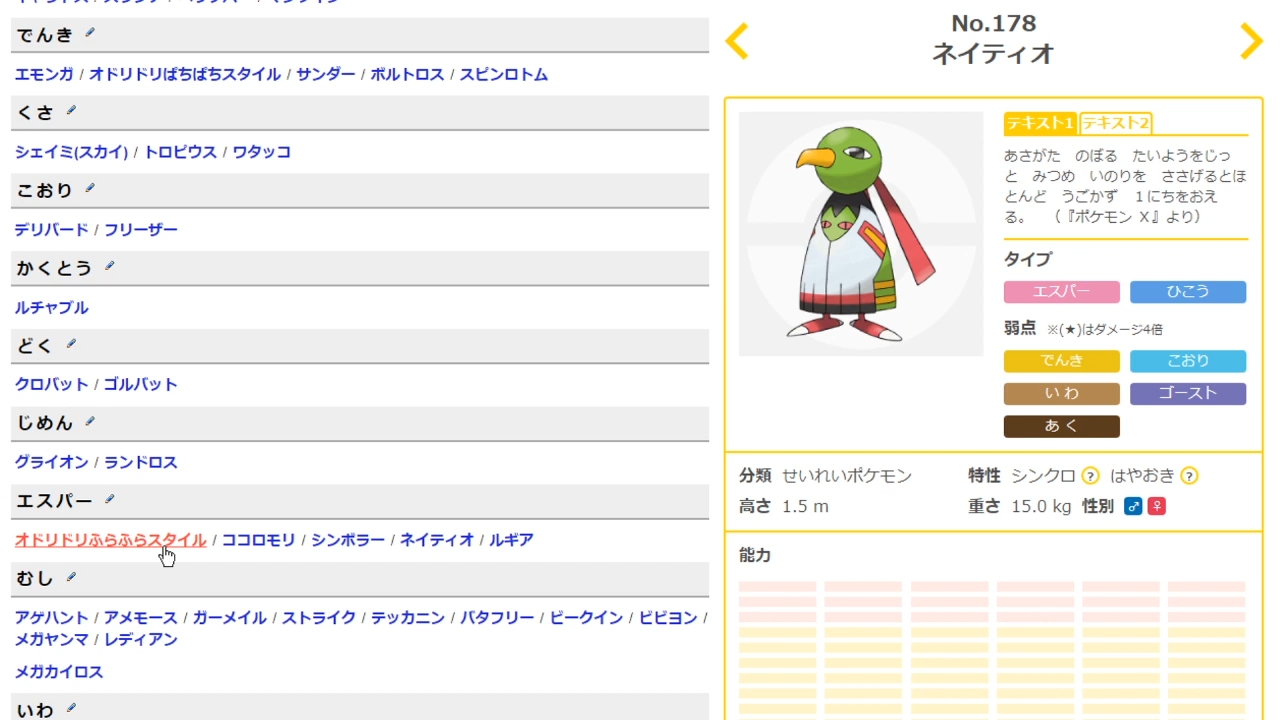 でんき
エモンガ / オドリドリぱちぱちスタイル / サンダー / ボルトロス / スピンロトム
くさ
シェイミ(スカイ) / トロピウス / ワタッコ
こおり
デリバード / フリーザー
かくとう
ルチャブル
どく
クロバット / ゴルバット
じめん
グライオン / ランドロス
エスパー
オドリドリふらふらスタイル / ココロモリ / シンボラー / ネイティオ / ルギア
むし
アゲハント / アメモース / ガーメイル / ストライク / テッカニン / バタフリー / ビークイン / ビビヨン /
メガヤンマ / レディアン
メガカイロス
いわ
No.178
ネイティオ
テキスト1 テキスト2
あさがた　のぼる　たいようをじっ
と　みつめ　いのりを　ささげるとほ
とんど　うごかず　１にちをおえ
る。　（『ポケモン X』より）
タイプ
エスパー ひこう
弱点 ※(★)はダメージ4倍
でんき こおり
いわ ゴースト
あく
分類 せいれいポケモン 特性 シンクロ ? はやおき ?
高さ 1.5 m 重さ 15.0 kg 性別 ♂ ♀
能力